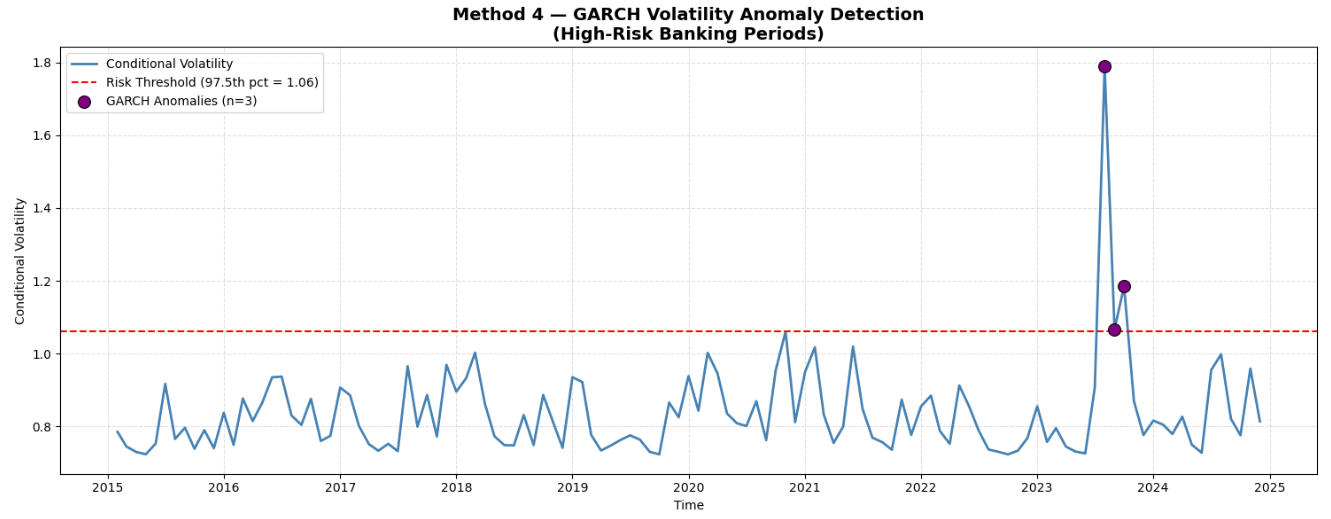 Method 4 — GARCH Volatility Anomaly Detection
(High-Risk Banking Periods)
Conditional Volatility
Risk Threshold (97.5th pct = 1.06)
GARCH Anomalies (n=3)
Conditional Volatility
1.8
1.6
1.4
1.2
1.0
0.8
2015 2016 2017 2018 2019 2020 2021 2022 2023 2024 2025
Time